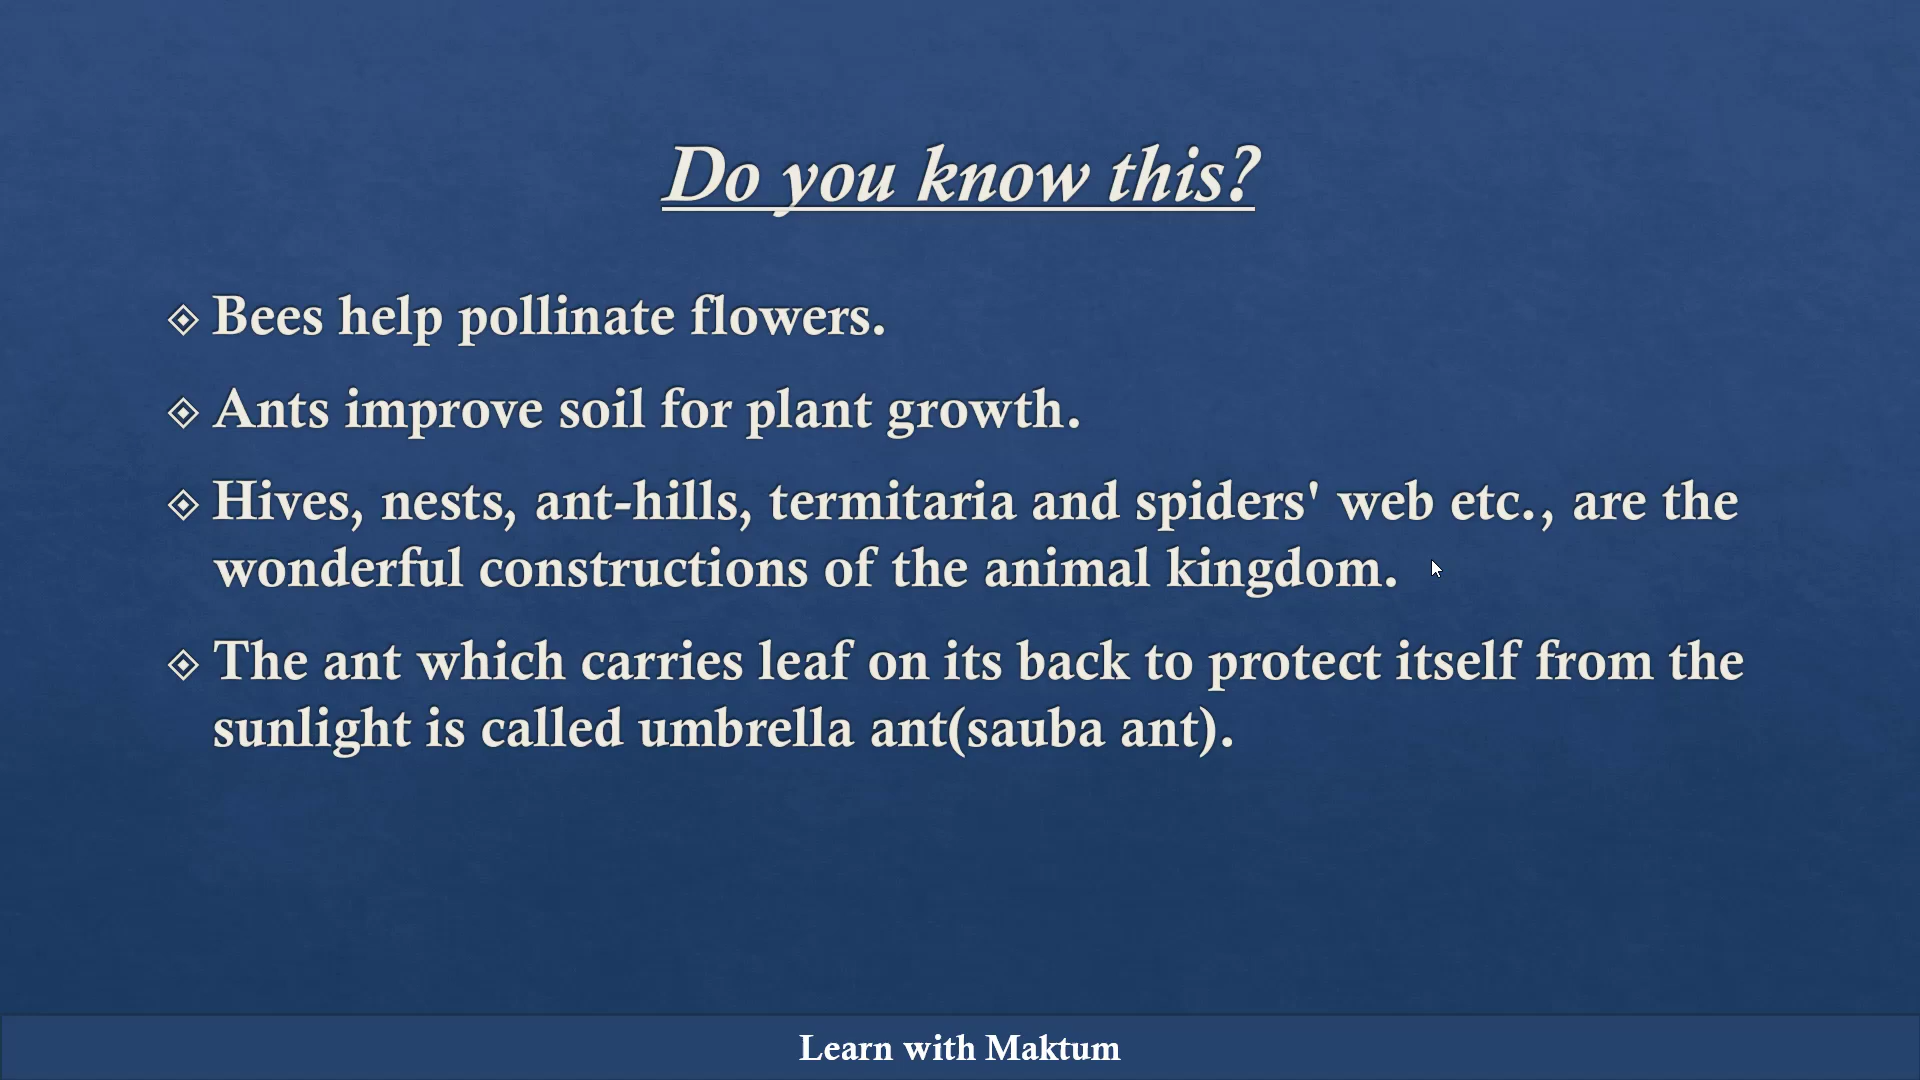 Do you know this?
Bees help pollinate flowers.
Ants improve soil for plant growth.
Hives, nests, ant-hills, termitaria and spiders' web etc., are the
wonderful constructions of the animal kingdom.
The ant which carries leaf on its back to protect itself from the
sunlight is called umbrella ant(sauba ant).
Learn with Maktum